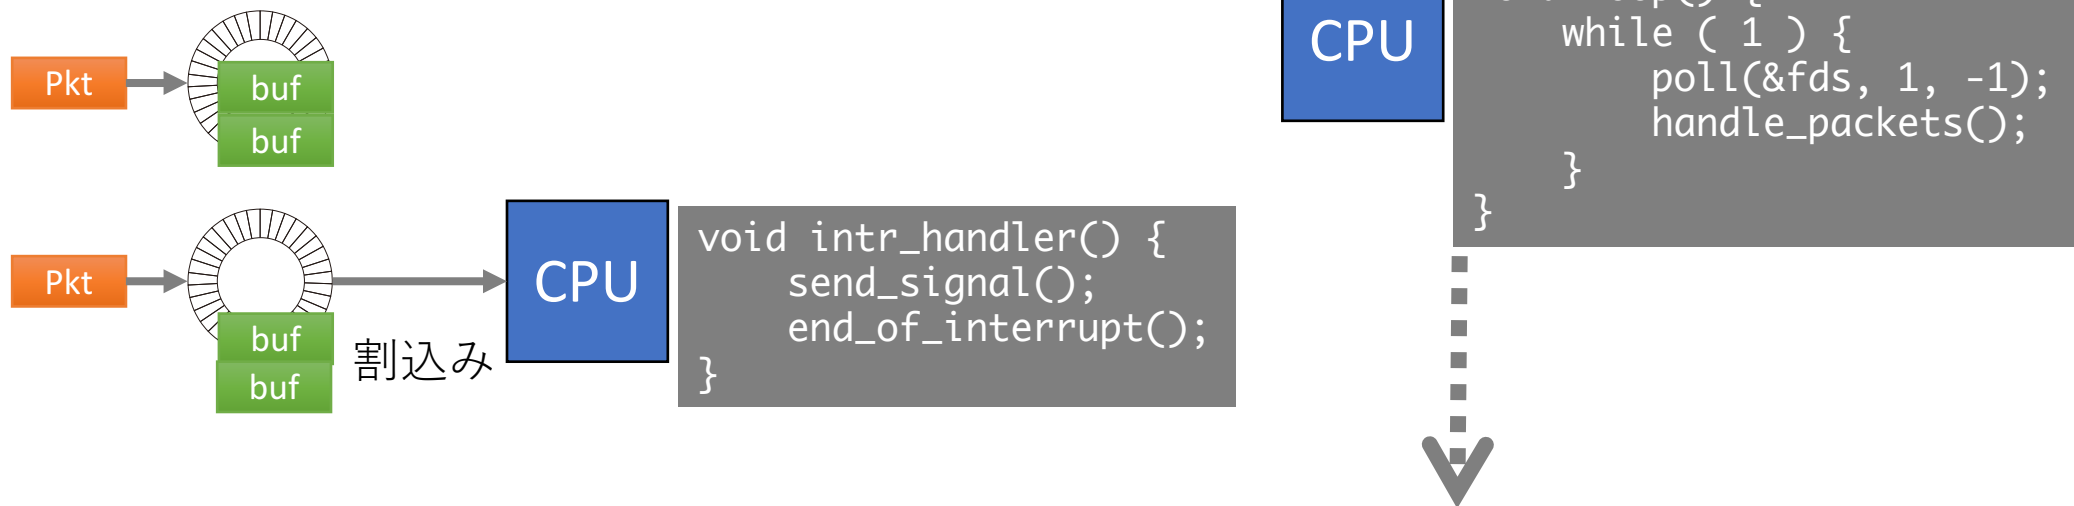 Pkt
buf
buf
Pkt
buf
buf
割込み
CPU
void intr_handler() {
    send_signal();
    end_of_interrupt();
}
CPU
while ( 1 ) {
    poll(&fds, 1, -1);
    handle_packets();
}
}